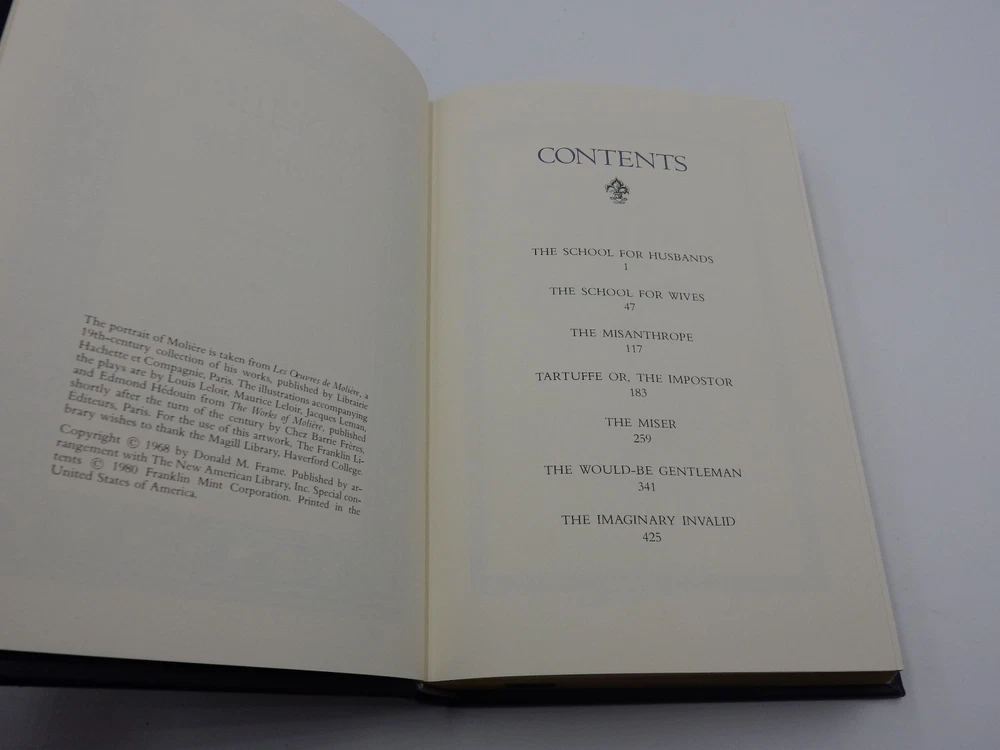 The portrait of Molière is taken from Les Œuvres de Molière, a
19th-century collection of his works, published by Librairie
Hachette et Compagnie, Paris. The illustrations accompanying
the plays are by Louis Leloir, Maurice Leloir, Jacques Leman,
and Edmond Hédouin from The Works of Molière, published
shortly after the turn of the century by Chez Barrie Frères,
Editeurs, Paris. For the use of this artwork, The Franklin Li-
brary wishes to thank the Magill Library, Haverford College.
Copyright © 1968 by Donald M. Frame. Published by ar-
rangement with The New American Library, Inc. Special con-
tents © 1980 Franklin Mint Corporation. Printed in the
United States of America.
CONTENTS
THE SCHOOL FOR HUSBANDS
1
THE SCHOOL FOR WIVES
47
THE MISANTHROPE
117
TARTUFFE OR, THE IMPOSTOR
183
THE MISER
259
THE WOULD-BE GENTLEMAN
341
THE IMAGINARY INVALID
425